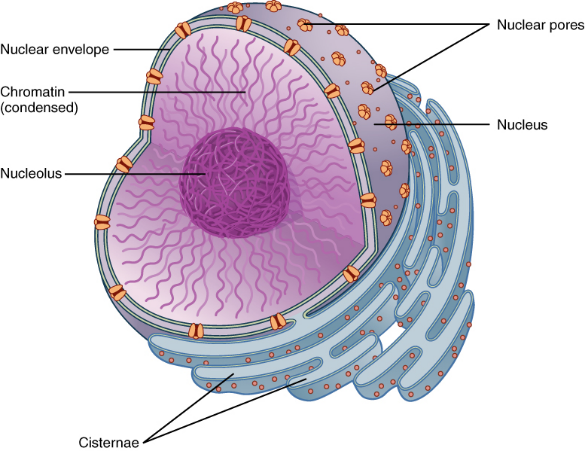 Nuclear pores
Nuclear envelope
Chromatin
(condensed)
Nucleus
Nucleolus
Cisternae